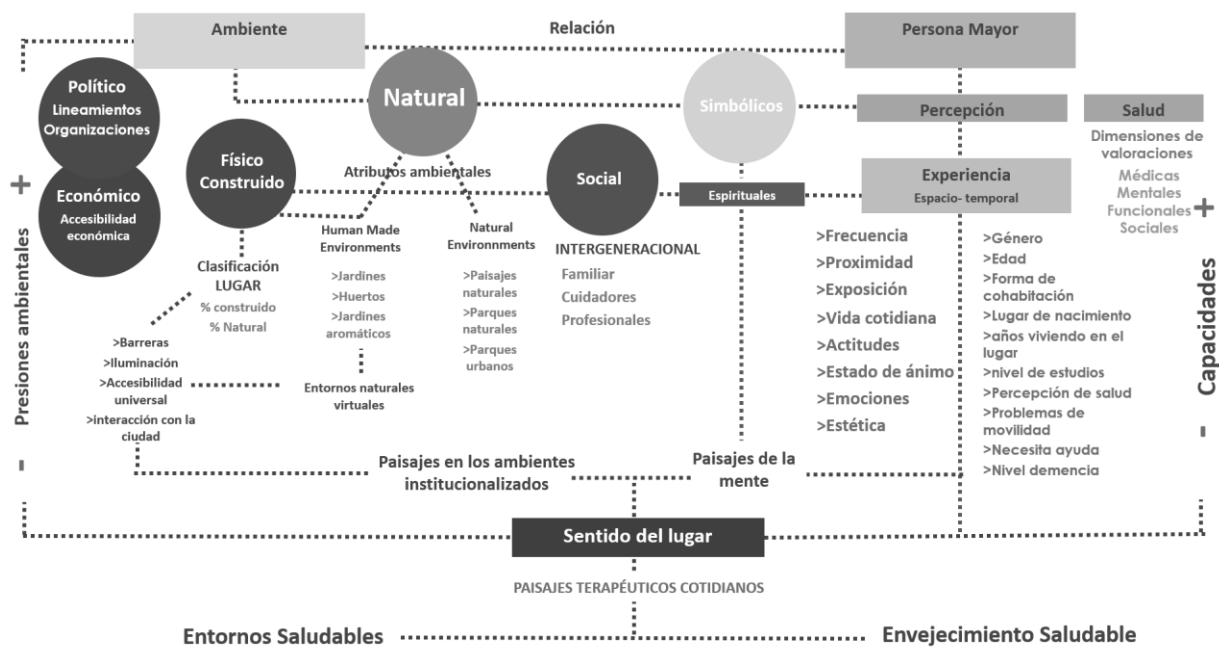 Ambiente
Relación
Persona Mayor
Político
Lineamientos
Organizaciones
Económico
Accesibilidad
económica
Físico
Construido
Natural
Atributos ambientales
Social
Simbólicos
Espirituales
Percepción
Experiencia
Espacio- temporal
Salud
Dimensiones de
valoraciones
Médicas
Mentales
Funcionales
Sociales
+
Presiones ambientales
-
+
Capacidades
-
Clasificación
LUGAR
% construido
% Natural
>Barreras
>Iluminación
>Accesibilidad
universal
>interacción con la
ciudad
Human Made
Environments
>Jardines
>Huertos
>Jardines
aromáticos
Entornos naturales
virtuales
Natural
Environnments
>Paisajes
naturales
>Parques
naturales
>Parques
urbanos
INTERGENERACIONAL
Familiar
Cuidadores
Profesionales
>Frecuencia
>Proximidad
>Exposición
>Vida cotidiana
>Actitudes
>Estado de ánimo
>Emociones
>Estética
>Género
>Edad
>Forma de
cohabitación
>Lugar de nacimiento
>años viviendo en el
lugar
>nivel de estudios
>Percepción de salud
>Problemas de
movilidad
>Necesita ayuda
>Nivel demencia
Paisajes en los ambientes
institucionalizados
Paisajes de la
mente
Sentido del lugar
PAISAJES TERAPÉUTICOS COTIDIANOS
Entornos Saludables
Envejecimiento Saludable